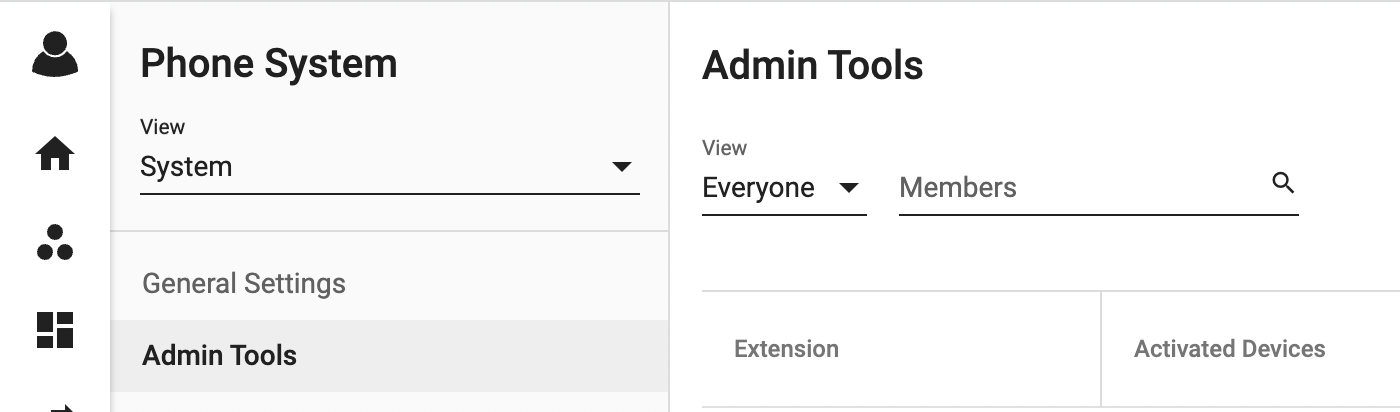 Phone System
View
System
General Settings
Admin Tools
Admin Tools
View
Everyone
Members
Extension
Activated Devices